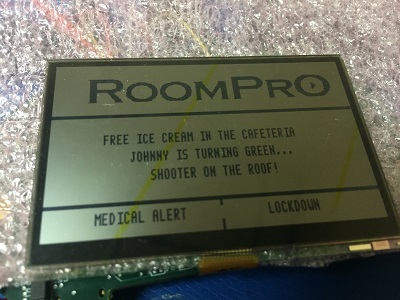 ROOMPRO
FREE ICE CREAM IN THE CAFETERIA
JOHNNY IS TURNING GREEN...
SHOOTER ON THE ROOF!
MEDICAL ALERT
LOCKDOWN